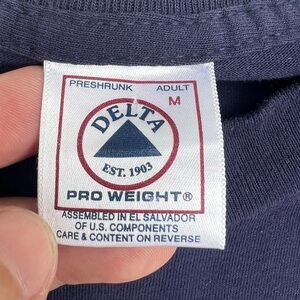 PRESHRUNK ADULT
M
DELTA
EST. 1903
PRO WEIGHT®
ASSEMBLED IN EL SALVADOR
OF U.S. COMPONENTS
CARE & CONTENT ON REVERSE